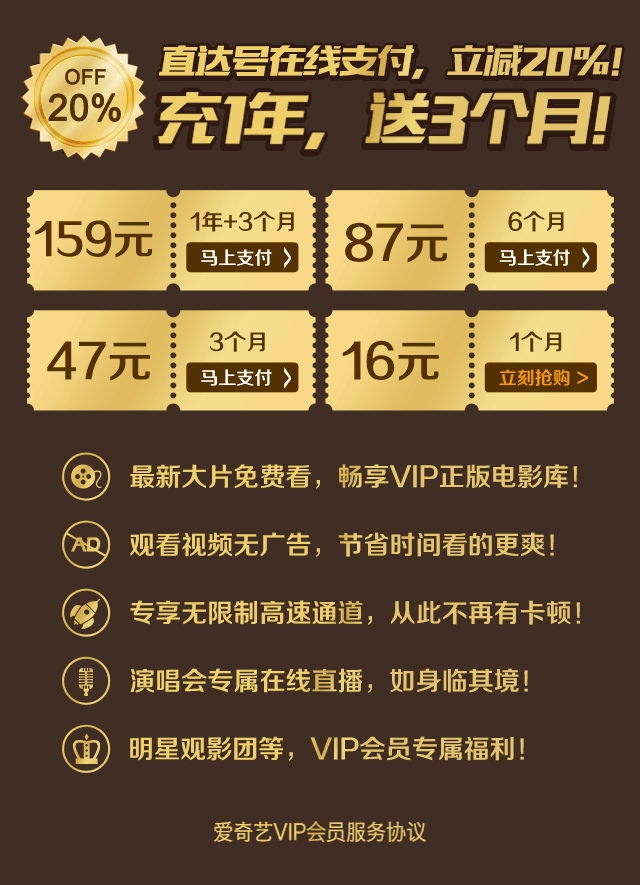 OFF
20%
直达号在线支付，立减20%！
充1年，送3个月！
159元
1年+3个月
马上支付 >
87元
6个月
马上支付 >
47元
3个月
马上支付 >
16元
1个月
立刻抢购 >
最新大片免费看，畅享VIP正版电影库！
AD
观看视频无广告，节省时间看的更爽！
专享无限制高速通道，从此不再有卡顿！
演唱会专属在线直播，如身临其境！
明星观影团等，VIP会员专属福利！
爱奇艺VIP会员服务协议